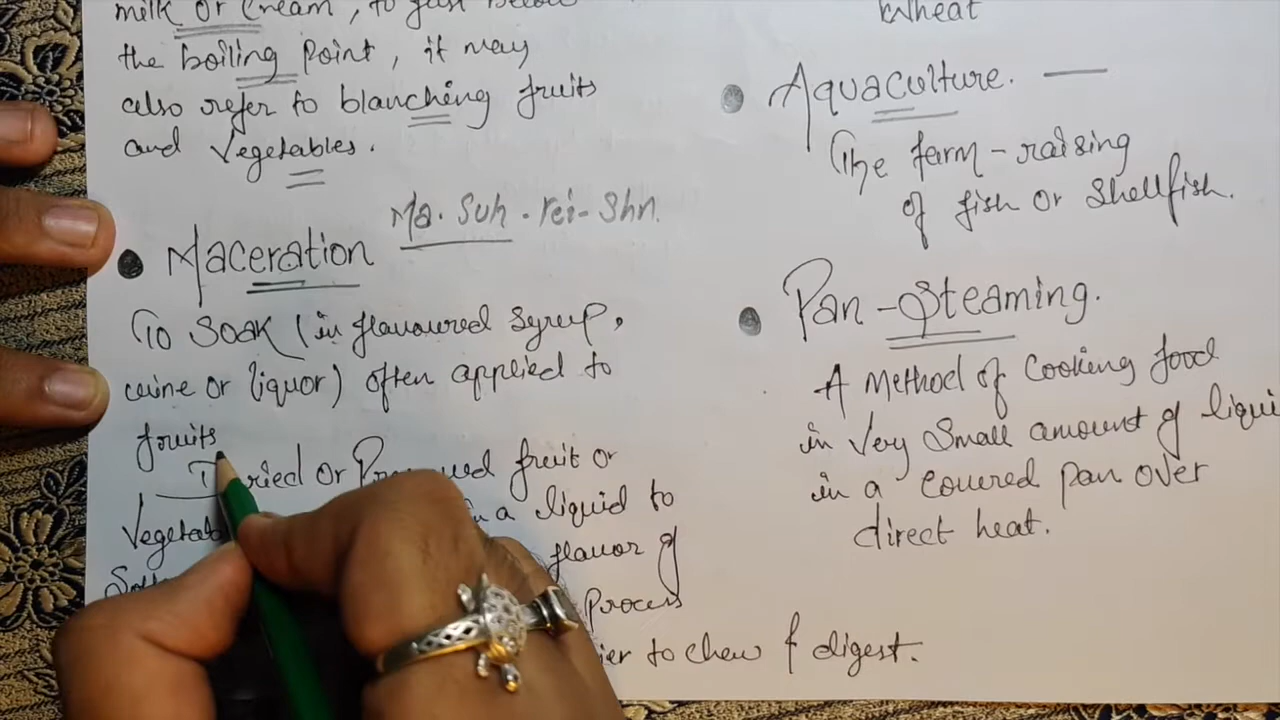 milk or Cream, to just below
the boiling Point, it may
also refer to blanching fruits
and Vegetables.
Ma. Suh. rei-Shn.
Maceration
To Soak (in flavoured Syrup,
wine or liquor) often applied to
fruits
Dried or Preserved fruit or
in a liquid to
flavor of
Process
to chew & digest.
Wheat
Aquaculture. —
The farm-raising
of fish or Shellfish.
Pan-Steaming.
A Method of Cooking food
in Very Small amount of liqui
in a Covered pan over
direct heat.